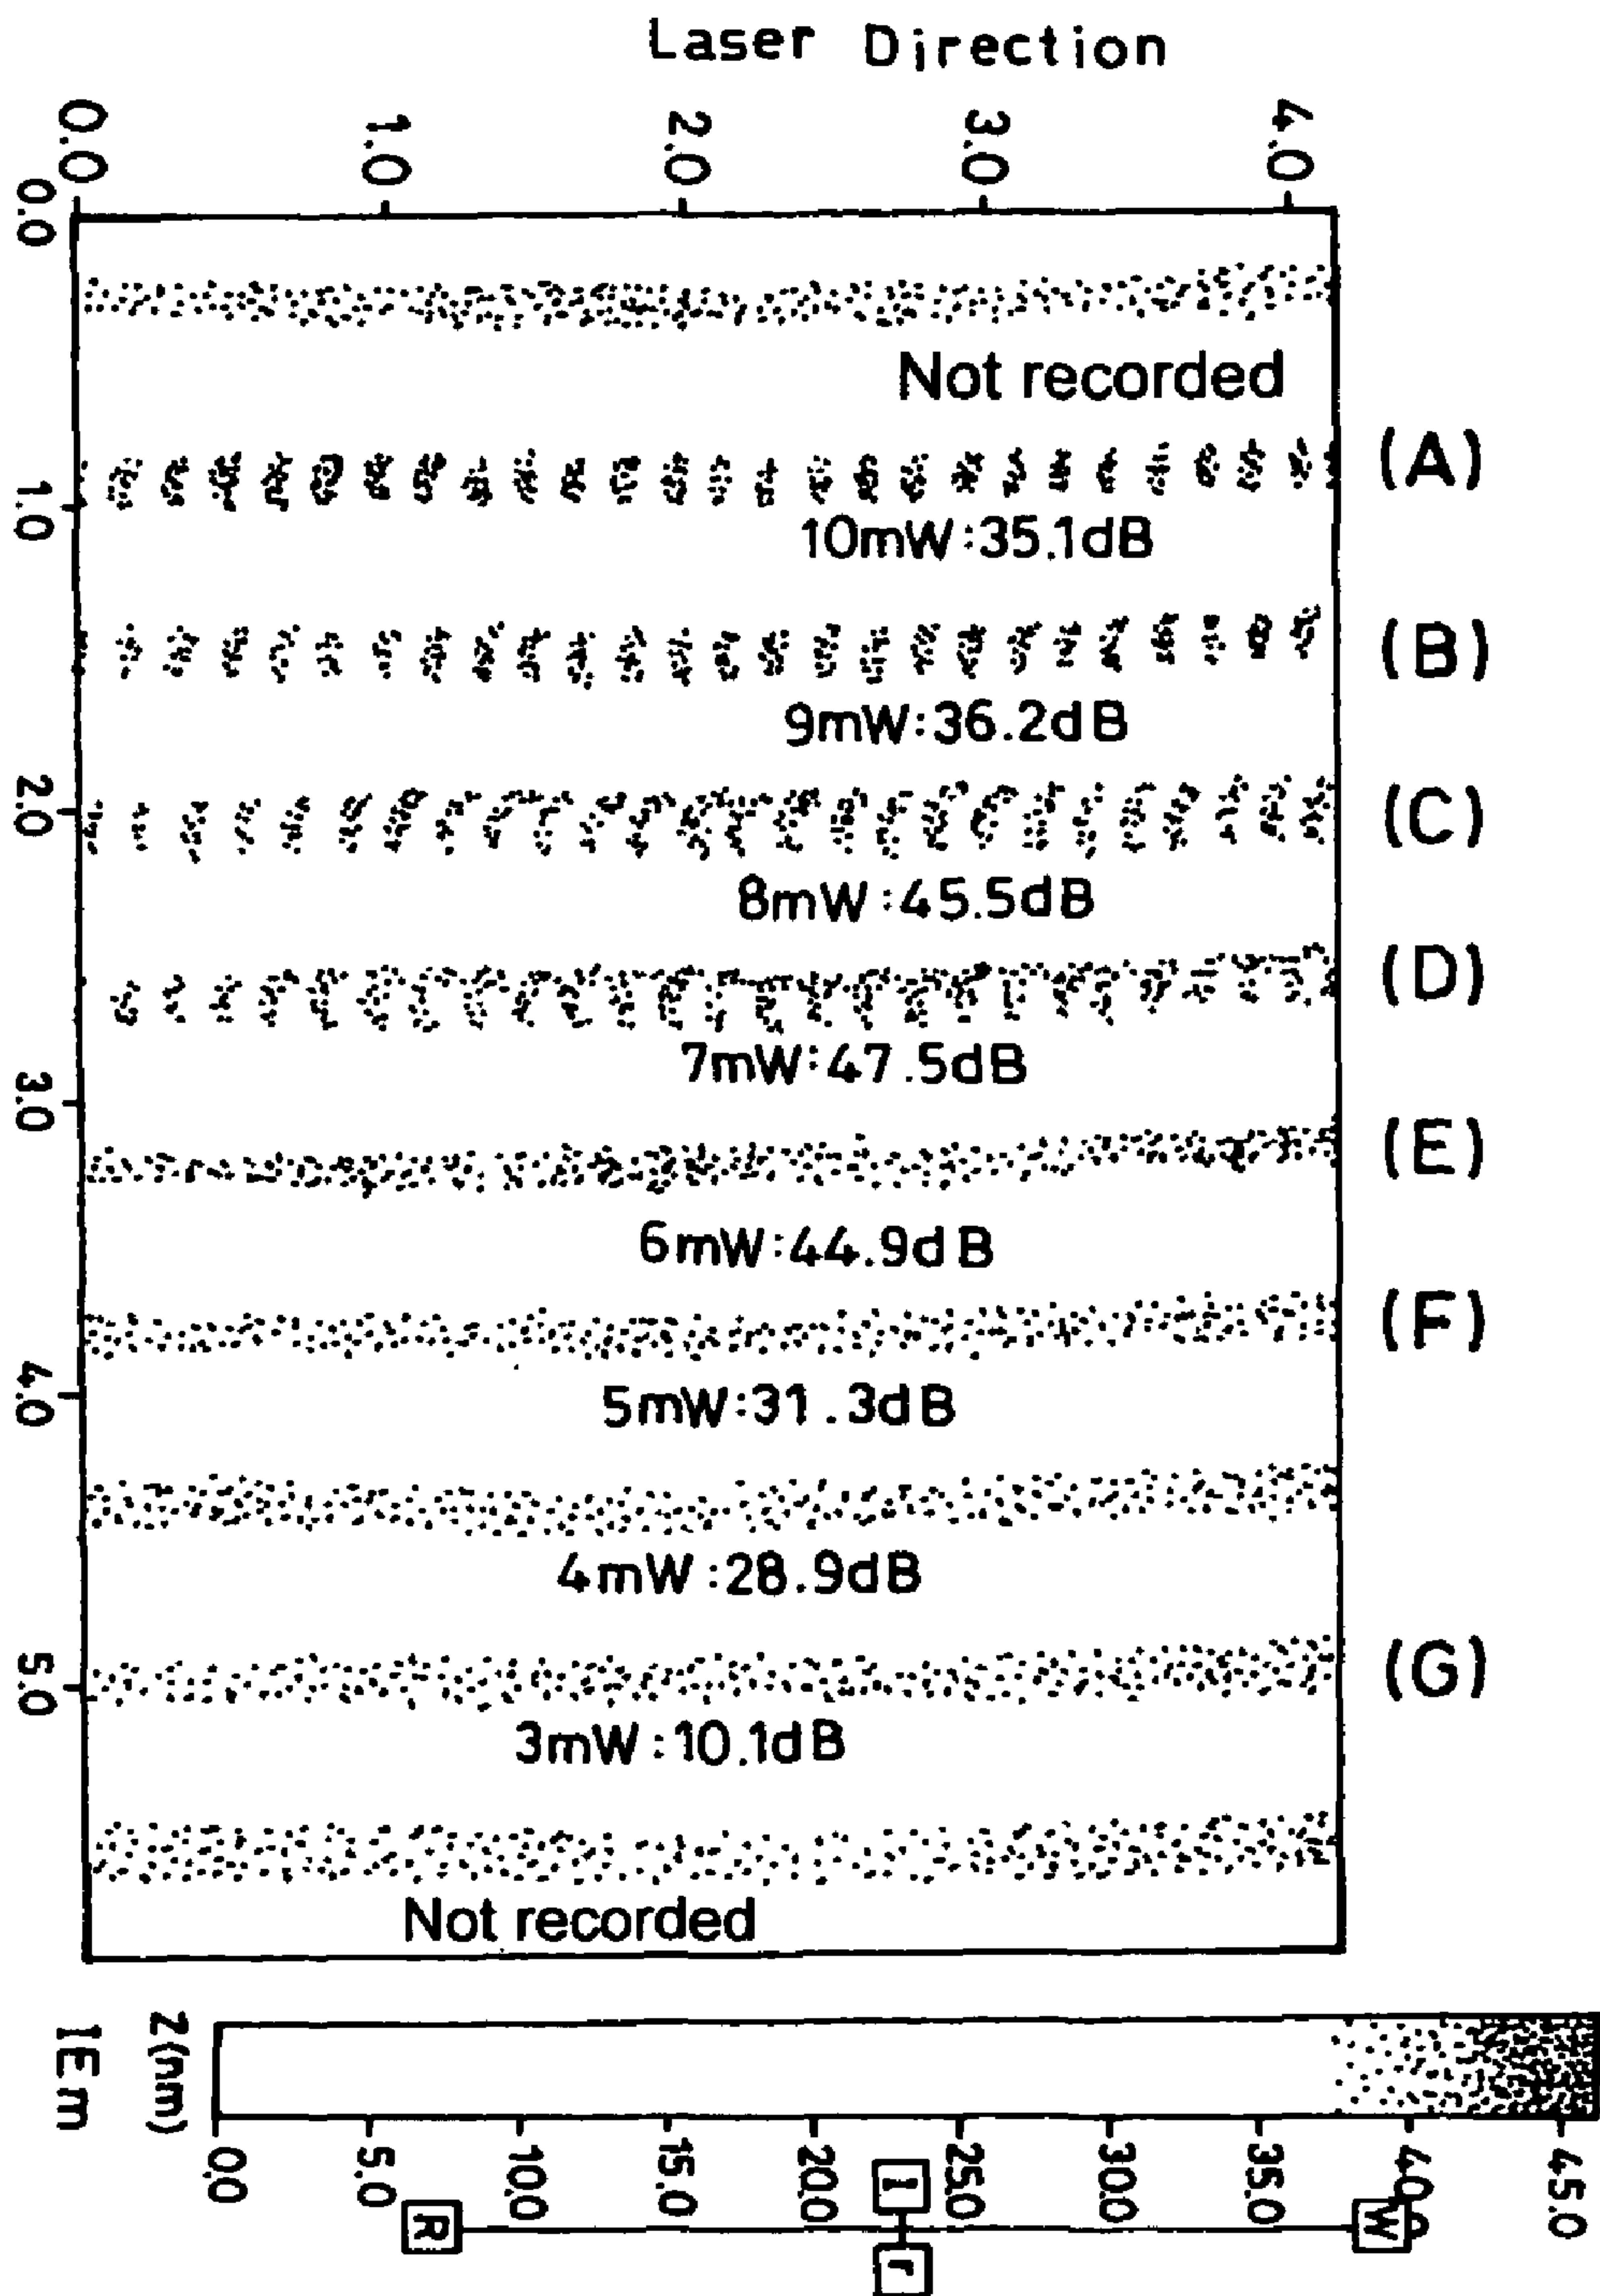 Laser Direction
0.0 1.0 2.0 3.0 4.0
0.0
Not recorded
(A)
1.0
10mW:35.1dB
(B)
9mW:36.2dB
2.0
(C)
8mW:45.5dB
(D)
7mW:47.5dB
3.0
(E)
6mW:44.9dB
(F)
5mW:31.3dB
4.0
4mW:28.9dB
(G)
5.0
3mW:10.1dB
Not recorded
Z(nm)
IEm
0.0 5.0 10.0 15.0 20.0 25.0 30.0 35.0 40.0 45.0
R I r W